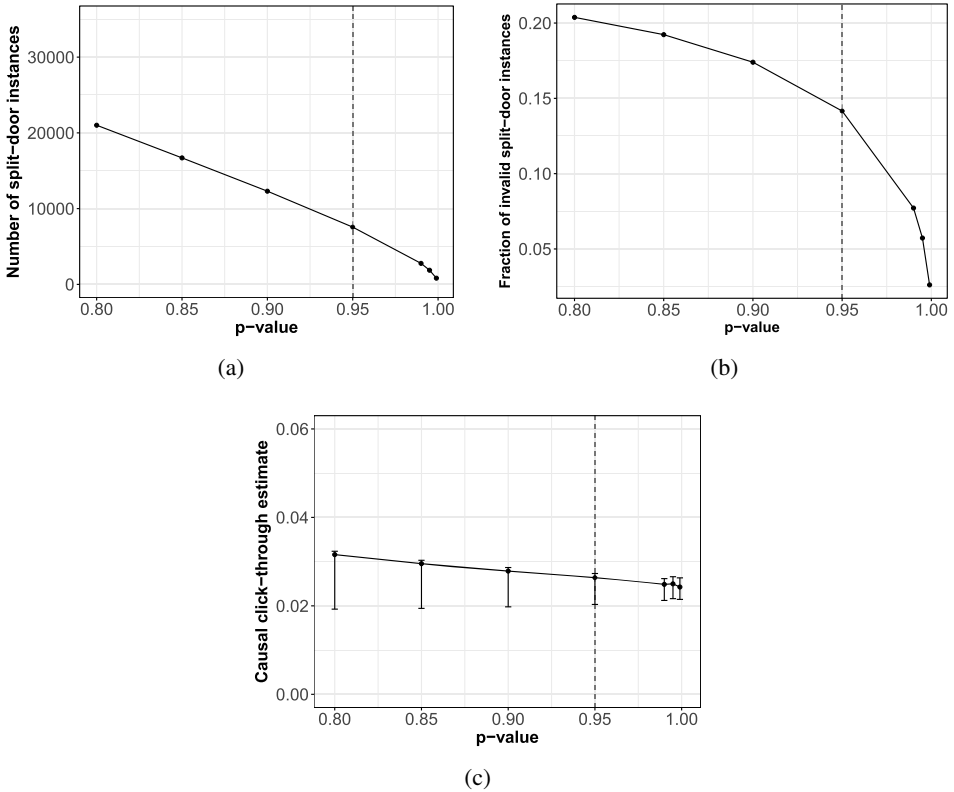 Number of split−door instances
30000
20000
10000
0
0.80 0.85 0.90 0.95 1.00
p−value
(a)
Fraction of invalid split−door instances
0.20
0.15
0.10
0.05
0.80 0.85 0.90 0.95 1.00
p−value
(b)
Causal click−through estimate
0.06
0.04
0.02
0.00
0.80 0.85 0.90 0.95 1.00
p−value
(c)